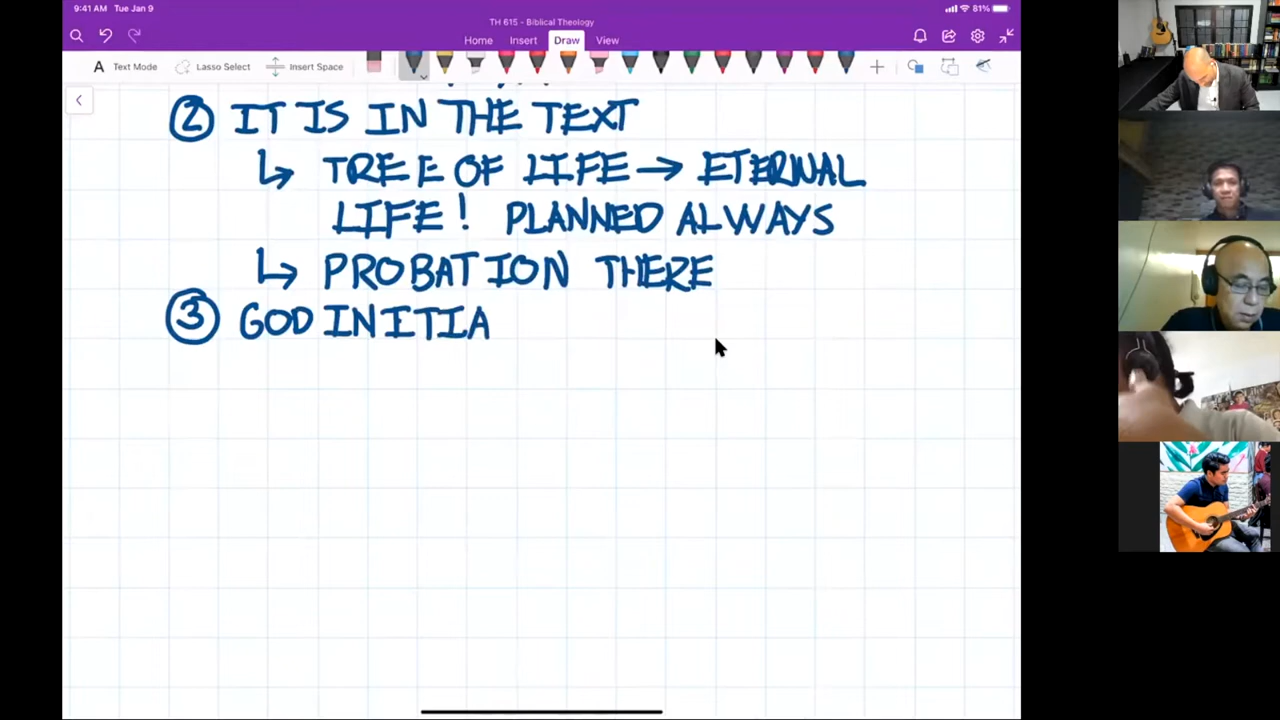 9:41 AM Tue Jan 9
81%
TH 615 - Biblical Theology
Home Insert Draw View
A Text Mode Lasso Select Insert Space
② IT IS IN THE TEXT
↳ TREE OF LIFE → ETERNAL
LIFE! PLANNED ALWAYS
↳ PROBATION THERE
③ GOD INITIA